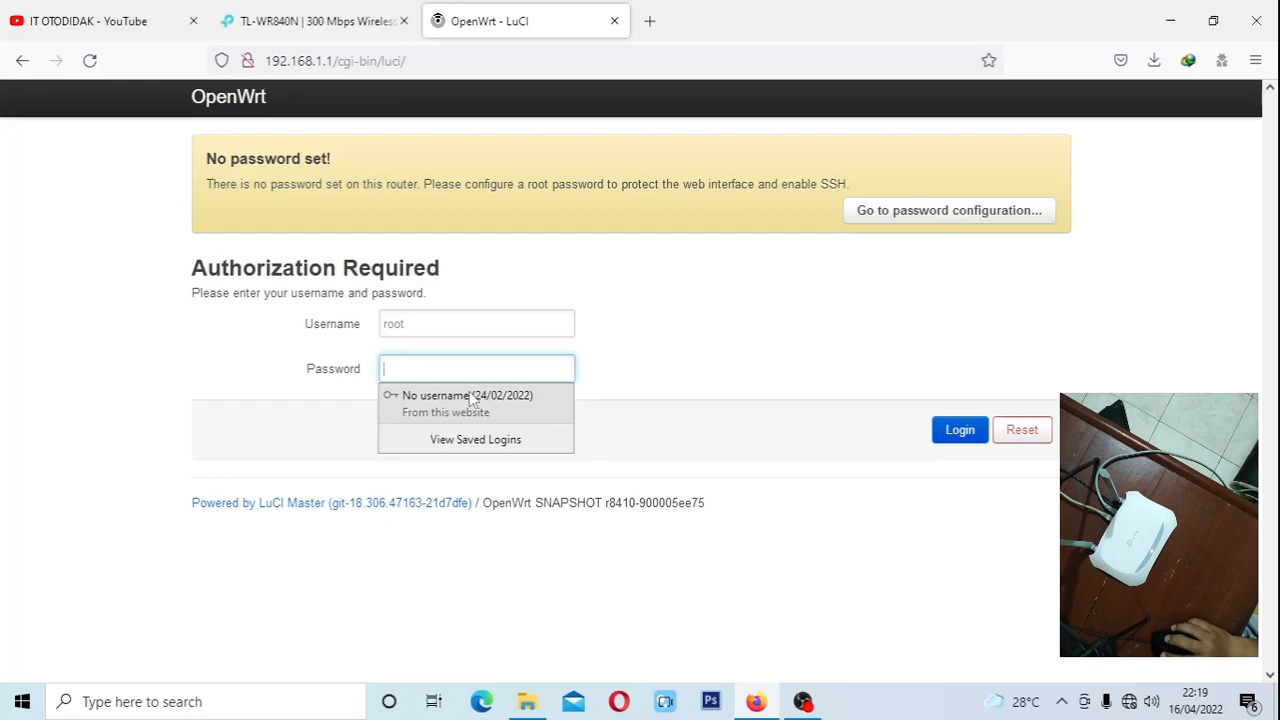 IT OTODIDAK - YouTube
TL-WR840N | 300 Mbps Wireless
OpenWrt - LuCI
192.168.1.1/cgi-bin/luci/
OpenWrt
No password set!
There is no password set on this router. Please configure a root password to protect the web interface and enable SSH.
Go to password configuration...
Authorization Required
Please enter your username and password.
Username
root
Password
No username (24/02/2022)
From this website
View Saved Logins
Login
Reset
Powered by LuCI Master (git-18.306.47163-21d7dfe) / OpenWrt SNAPSHOT r8410-900005ee75
Type here to search
Ps
28°C
22:19
16/04/2022
6